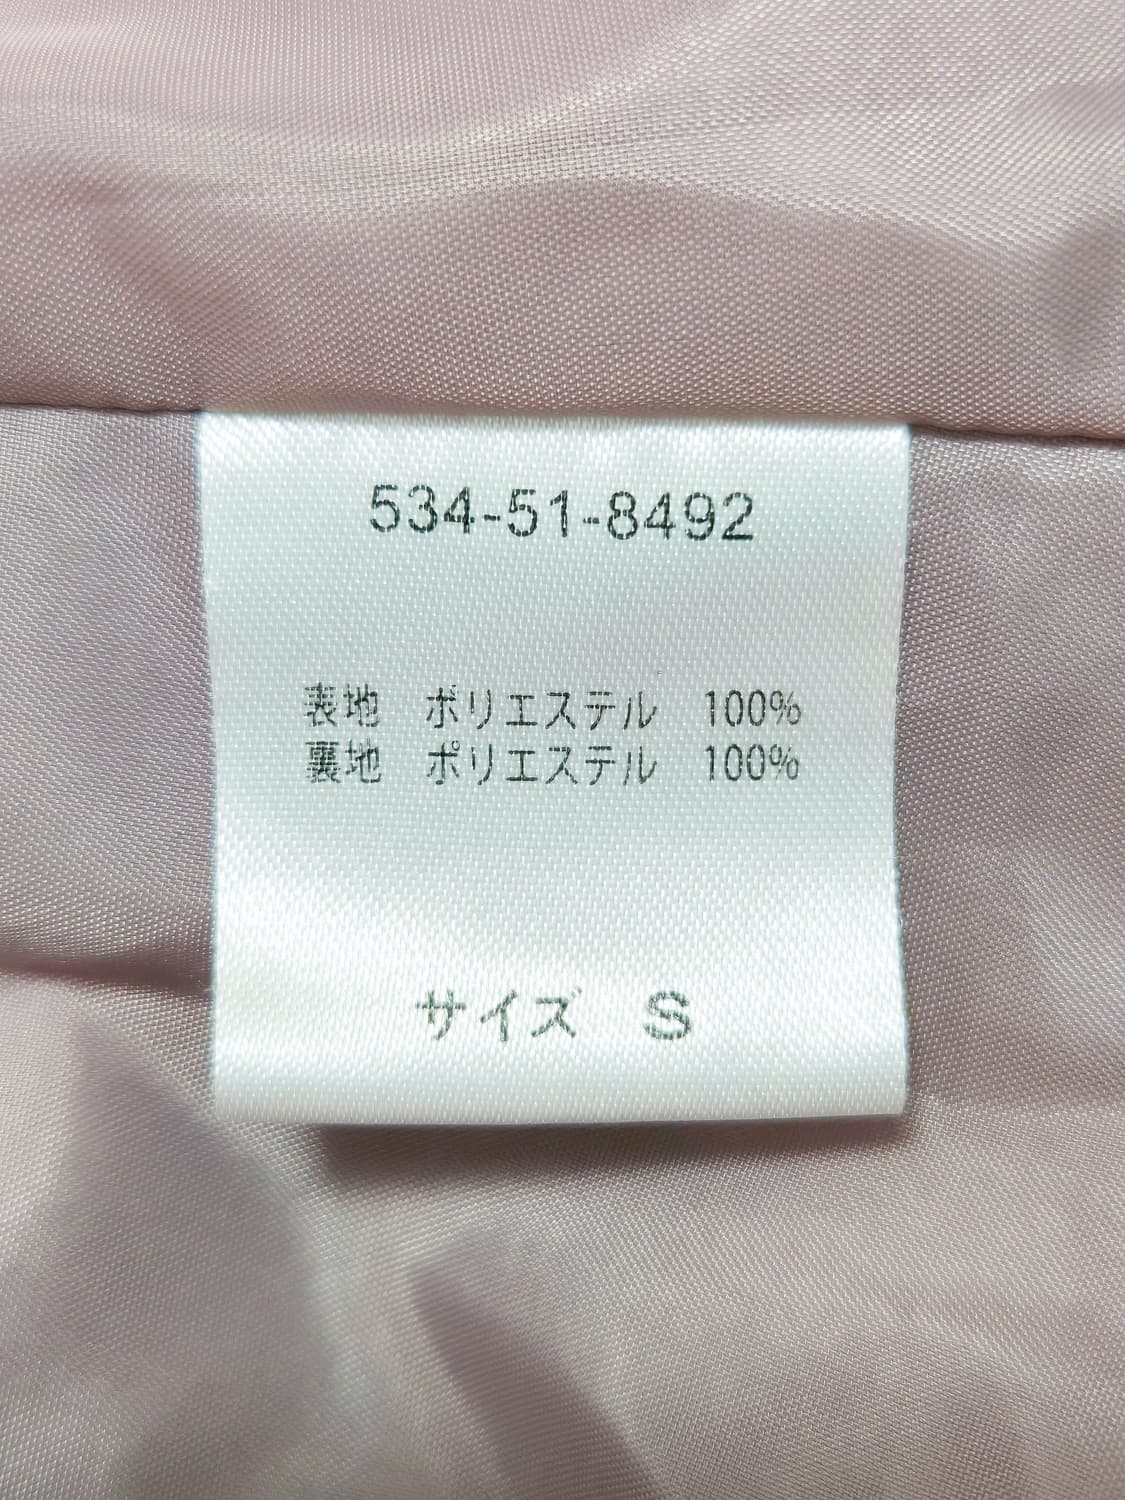 534-51-8492
表地　ポリエステル　100%
裏地　ポリエステル　100%
サイズ　S